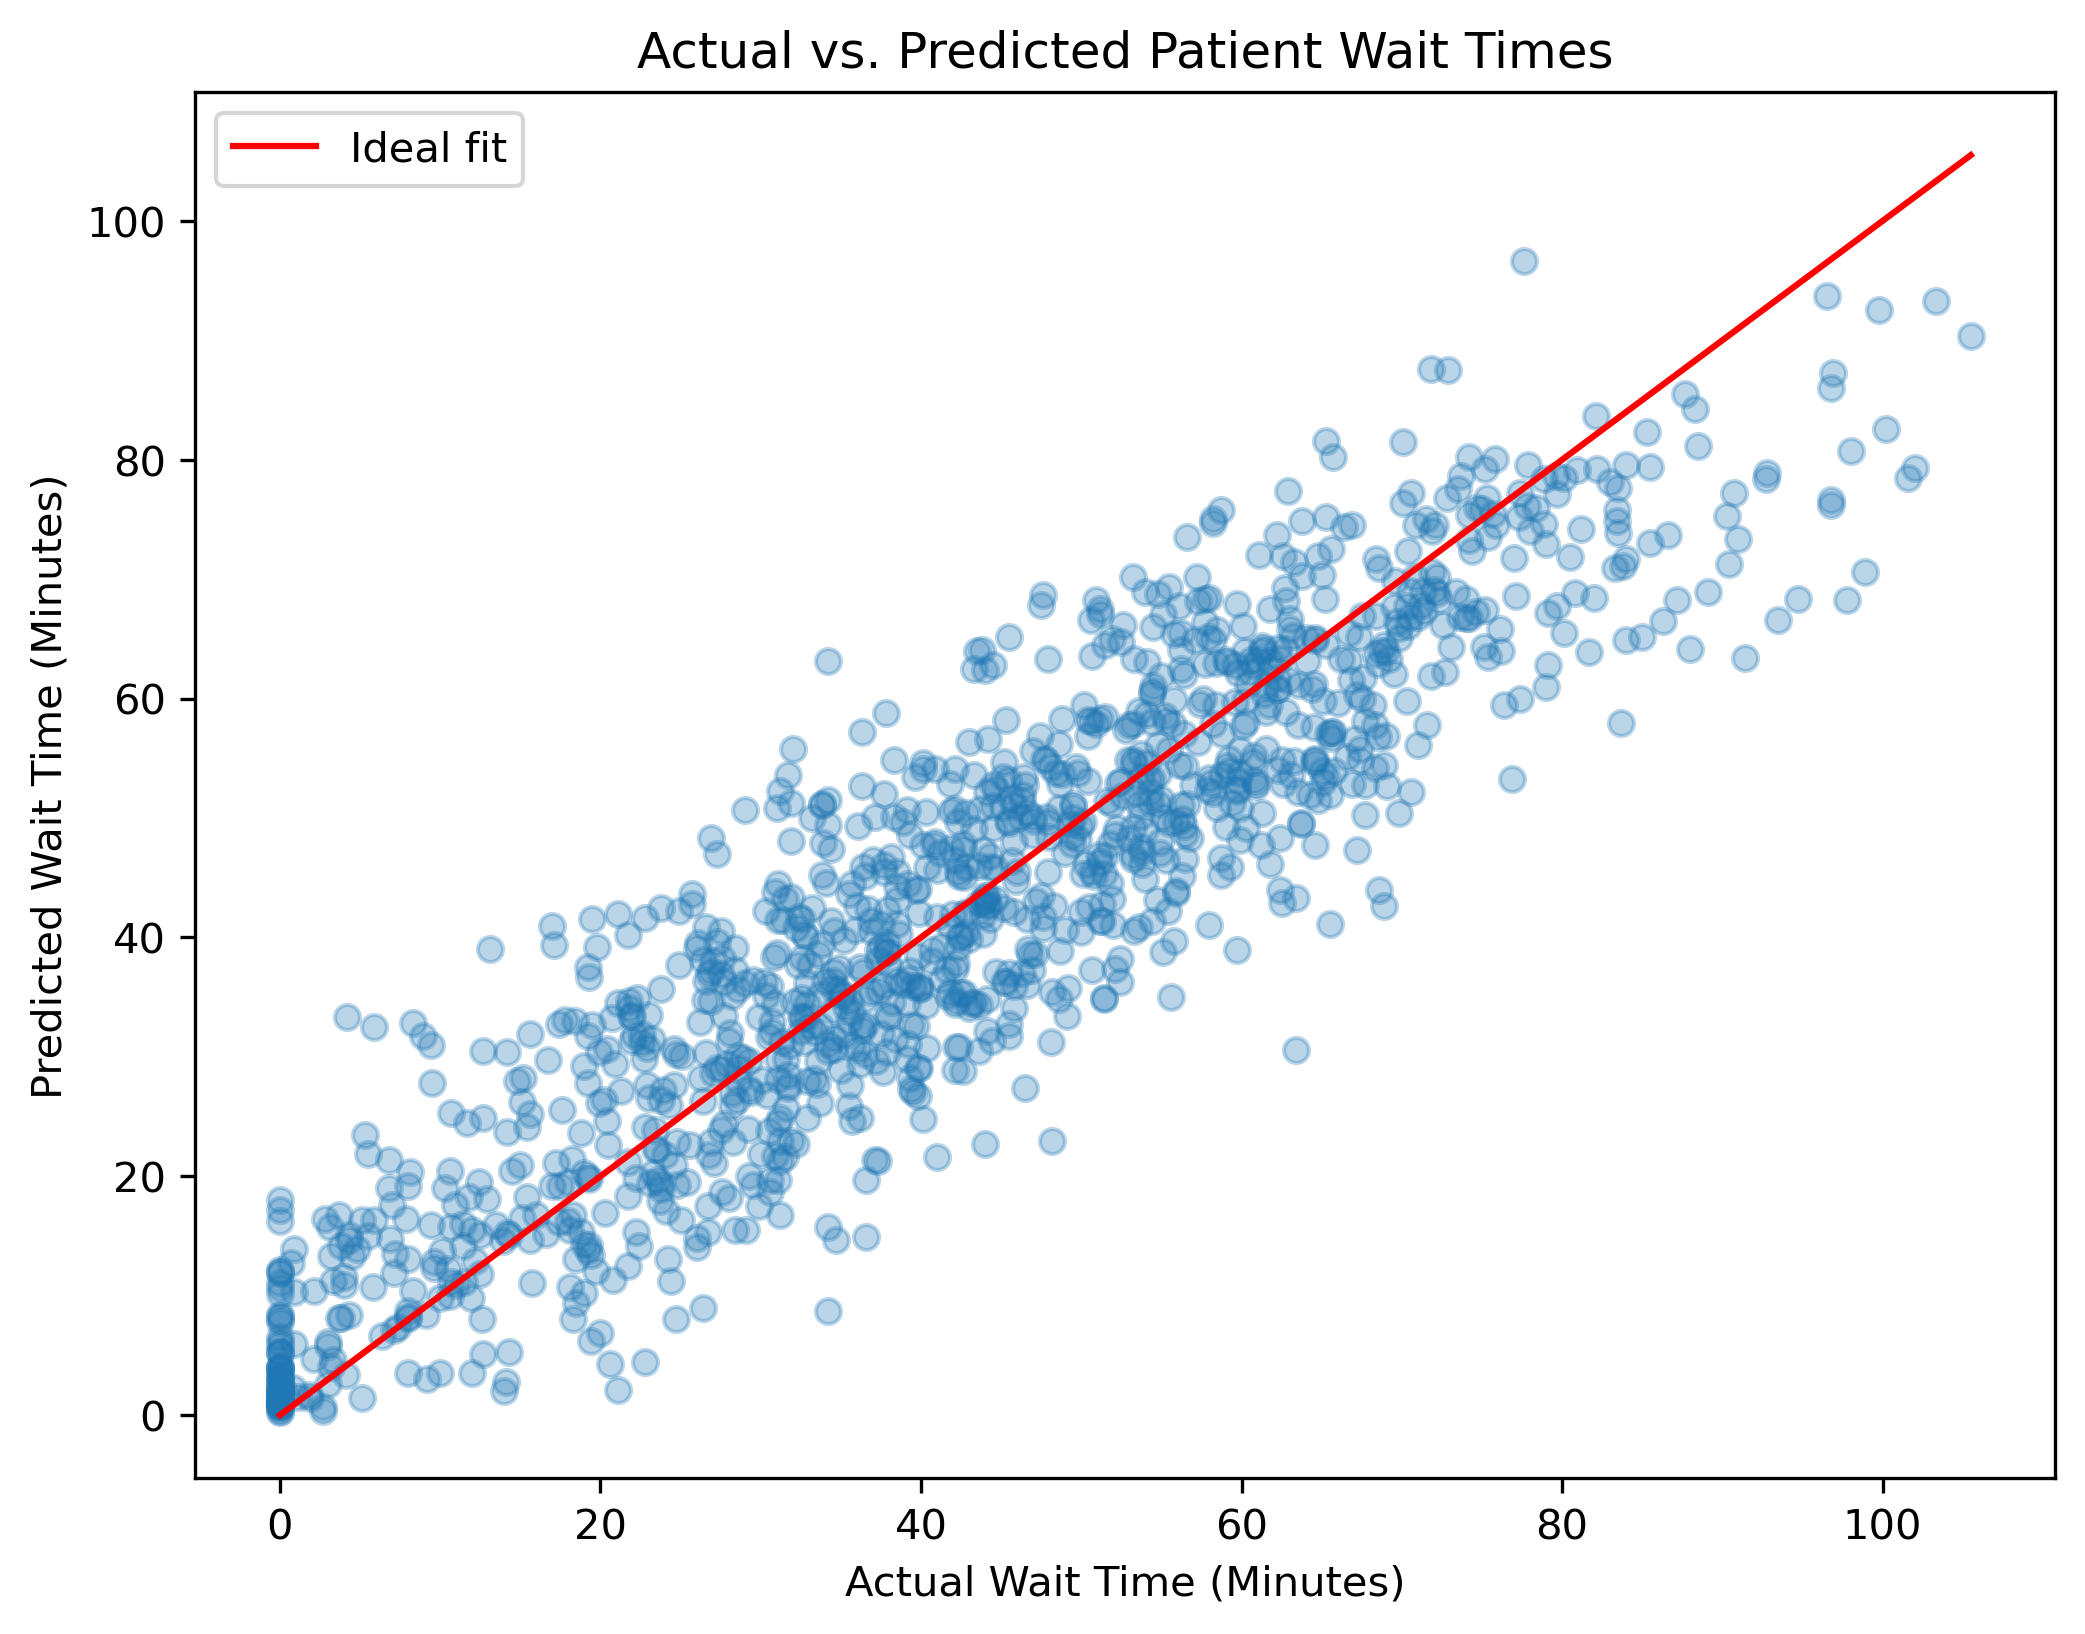 Actual vs. Predicted Patient Wait Times
Ideal fit
Predicted Wait Time (Minutes)
100
80
60
40
20
0
0 20 40 60 80 100
Actual Wait Time (Minutes)